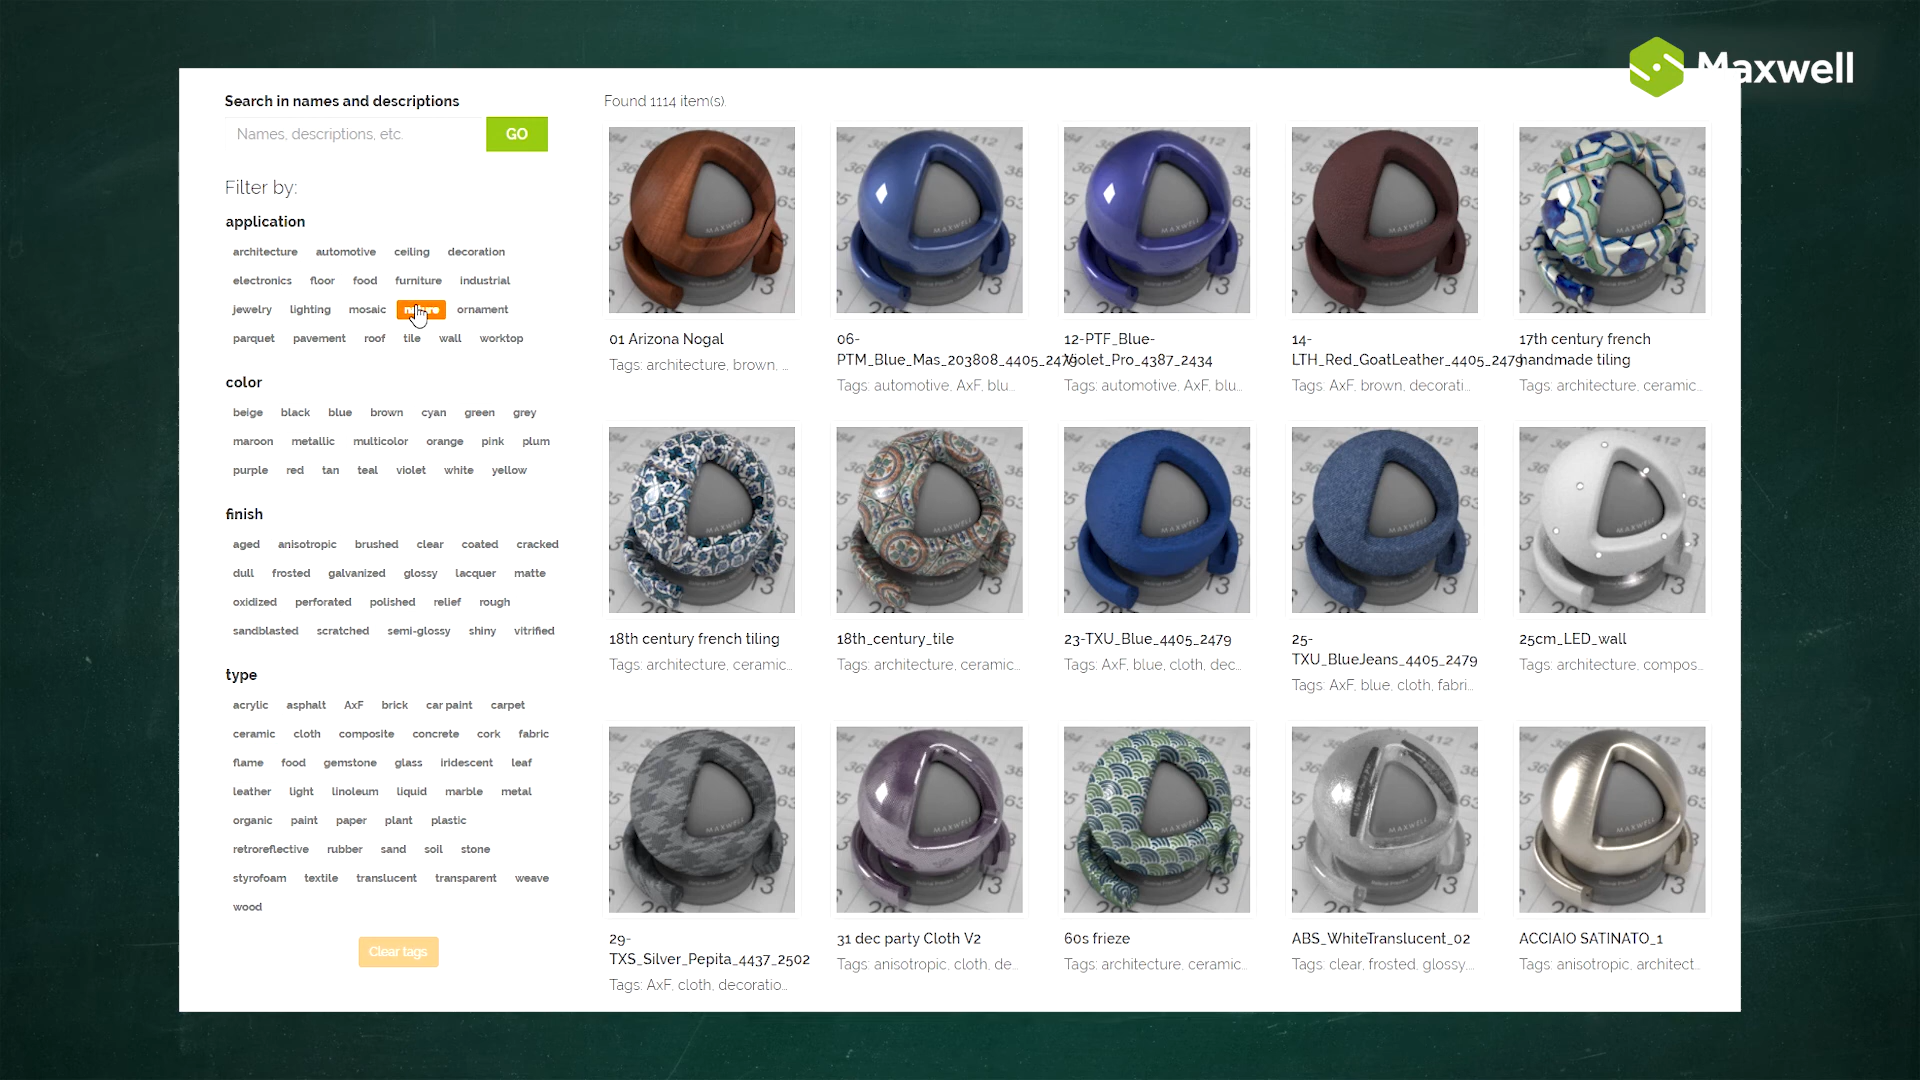 Maxwell
Search in names and descriptions
Names, descriptions, etc.
GO
Filter by:
application
architecture automotive ceiling decoration
electronics floor food furniture industrial
jewelry lighting mosaic ornament
parquet pavement roof tile wall worktop
color
beige black blue brown cyan green grey
maroon metallic multicolor orange pink plum
purple red tan teal violet white yellow
finish
aged anisotropic brushed clear coated cracked
dull frosted galvanized glossy lacquer matte
oxidized perforated polished relief rough
sandblasted scratched semi-glossy shiny vitrified
type
acrylic asphalt AxF brick car paint carpet
ceramic cloth composite concrete cork fabric
flame food gemstone glass iridescent leaf
leather light linoleum liquid marble metal
organic paint paper plant plastic
retroreflective rubber sand soil stone
styrofoam textile translucent transparent weave
wood
Clear tags
Found 1114 item(s).
01 Arizona Nogal
Tags: architecture, brown, ...
06-
PTM_Blue_Mas_203808_4405_2479
Tags: automotive, AxF, blu...
12-PTF_Blue-
Violet_Pro_4387_2434
Tags: automotive, AxF, blu...
14-
LTH_Red_GoatLeather_4405_2479
Tags: AxF, brown, decorati...
17th century french
handmade tiling
Tags: architecture, ceramic...
18th century french tiling
Tags: architecture, ceramic...
18th_century_tile
Tags: architecture, ceramic...
23-TXU_Blue_4405_2479
Tags: AxF, blue, cloth, dec...
25-
TXU_BlueJeans_4405_2479
Tags: AxF, blue, cloth, fabri...
25cm_LED_wall
Tags: architecture, compos...
29-
TXS_Silver_Pepita_4437_2502
Tags: AxF, cloth, decoratio...
31 dec party Cloth V2
Tags: anisotropic, cloth, de...
60s frieze
Tags: architecture, ceramic...
ABS_WhiteTranslucent_02
Tags: clear, frosted, glossy,...
ACCIAIO SATINATO_1
Tags: anisotropic, architect...